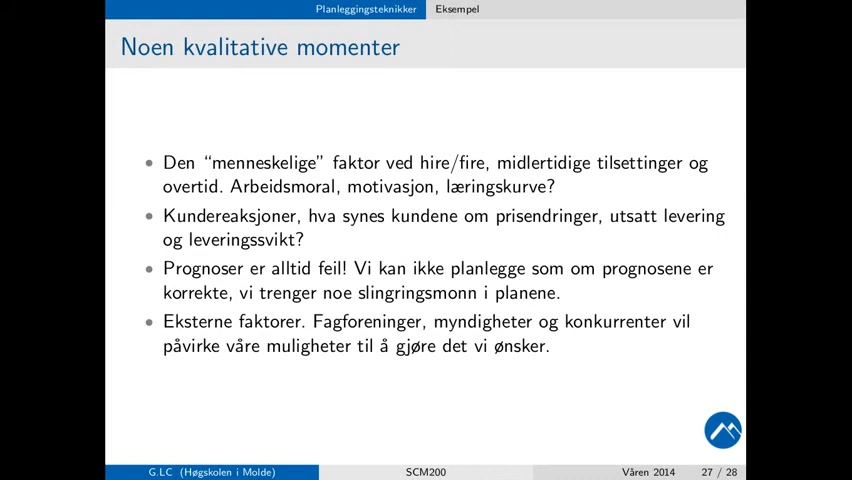 Planleggingsteknikker Eksempel
Noen kvalitative momenter
• Den “menneskelige” faktor ved hire/fire, midlertidige tilsettinger og
overtid. Arbeidsmoral, motivasjon, læringskurve?
• Kundereaksjoner, hva synes kundene om prisendringer, utsatt levering
og leveringssvikt?
• Prognoser er alltid feil! Vi kan ikke planlegge som om prognosene er
korrekte, vi trenger noe slingringsmonn i planene.
• Eksterne faktorer. Fagforeninger, myndigheter og konkurrenter vil
påvirke våre muligheter til å gjøre det vi ønsker.
G.LC (Høgskolen i Molde) SCM200 Våren 2014 27 / 28